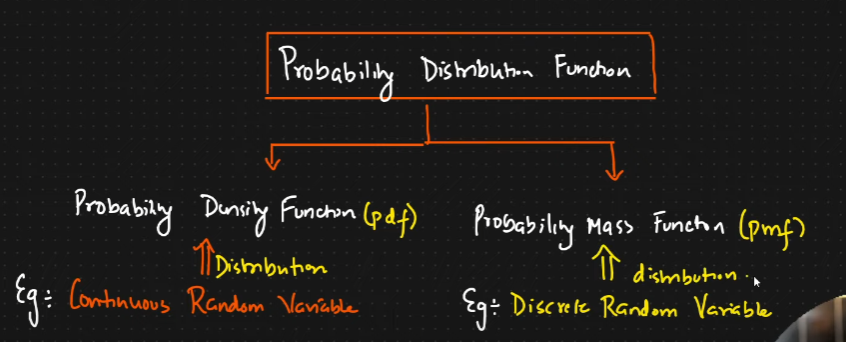 Probability Distribution Function
Probability Density Function (pdf)
Probability Mass Function (pmf)
Distribution
distribution.
Eg: Continuous Random Variable
Eg: Discrete Random Variable